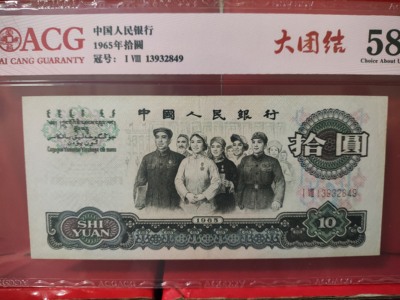 ACG
AI CANG GUARANTY
中国人民银行
1965年拾圆
冠号: I VIII 13932849
大团结
58
Choice About U
中國人民銀行
拾圓
I VIII 13932849
1965
SHI
YUAN
10